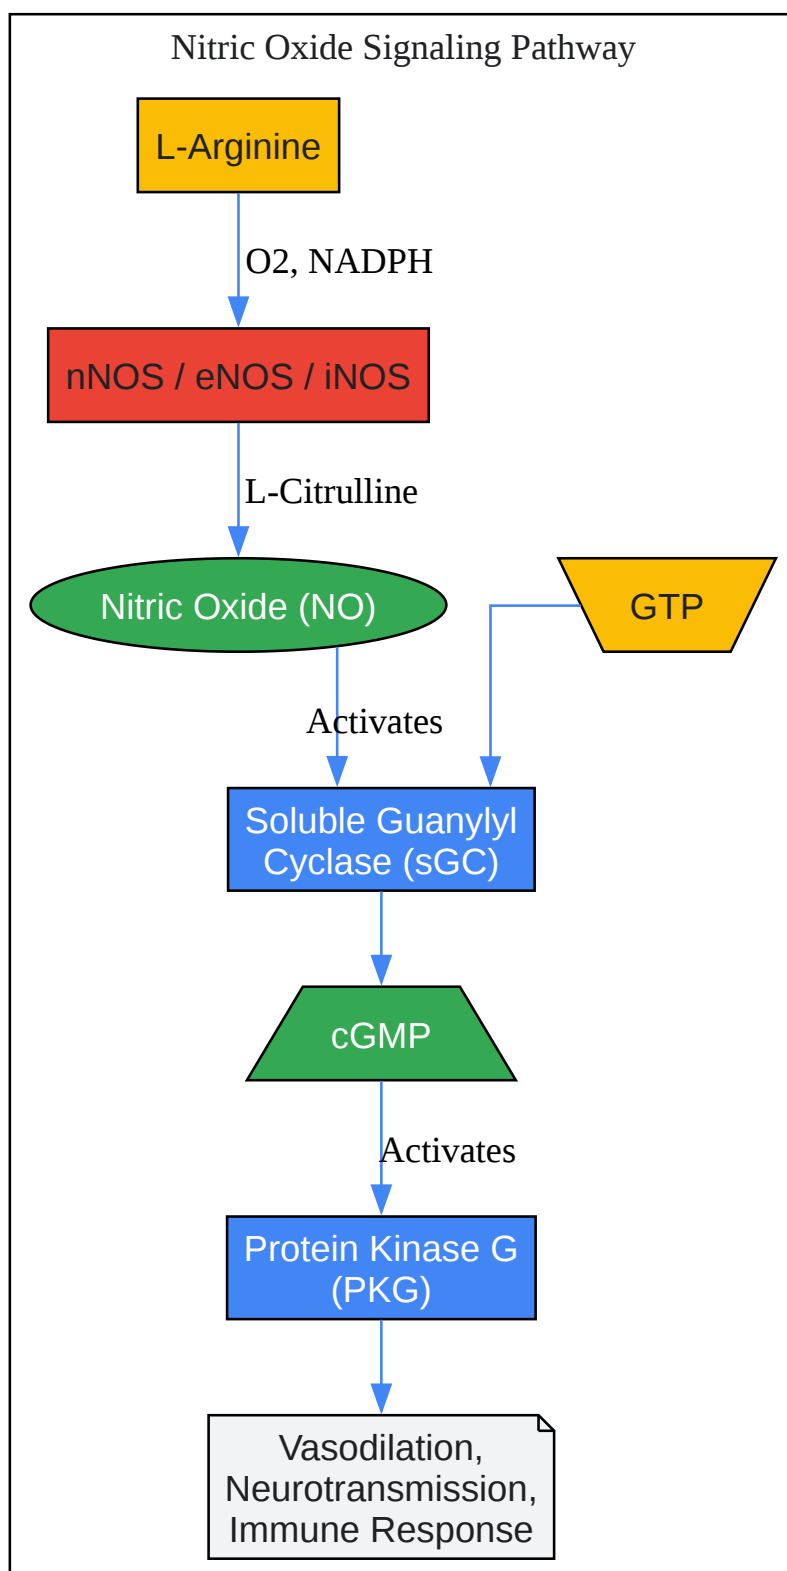 Nitric Oxide Signaling Pathway
L-Arginine
O2, NADPH
nNOS / eNOS / iNOS
L-Citrulline
Nitric Oxide (NO)
GTP
Activates
Soluble Guanylyl
Cyclase (sGC)
cGMP
Activates
Protein Kinase G
(PKG)
Vasodilation,
Neurotransmission,
Immune Response